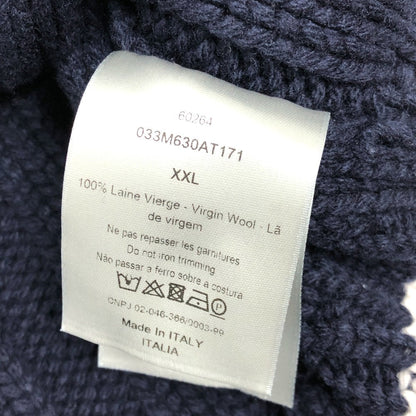 60264
033M630AT171
XXL
100% Laine Vierge - Virgin Wool - Lã
de virgem
Ne pas repasser les garnitures
Do not iron trimming
Não passar a ferro sobre a costura
P
CNPJ 02-046-366/0003-99
Made In ITALY
ITALIA